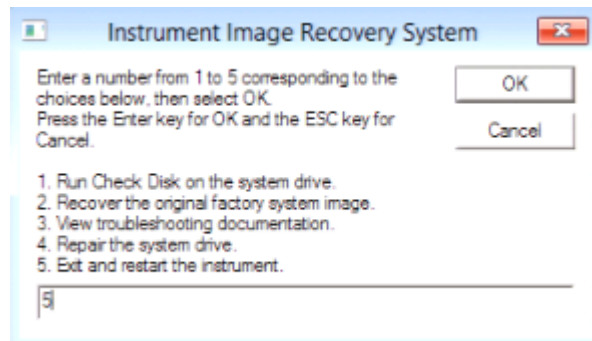 Instrument Image Recovery System
Enter a number from 1 to 5 corresponding to the
choices below, then select OK.
Press the Enter key for OK and the ESC key for
Cancel.
OK
Cancel
1. Run Check Disk on the system drive.
2. Recover the original factory system image.
3. View troubleshooting documentation.
4. Repair the system drive.
5. Exit and restart the instrument.
5